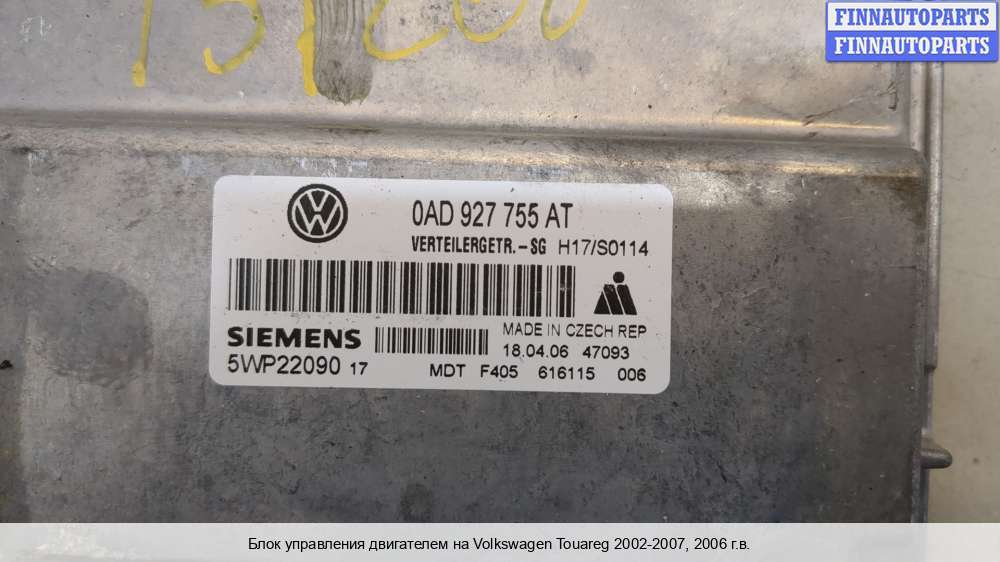 FINNAUTOPARTS
FINNAUTOPARTS
0AD 927 755 AT
VERTEILERGETR.-SG H17/S0114
SIEMENS
MADE IN CZECH REP
18.04.06 47093
5WP22090 17 MDT F405 616115 006
Блок управления двигателем на Volkswagen Touareg 2002-2007, 2006 г.в.